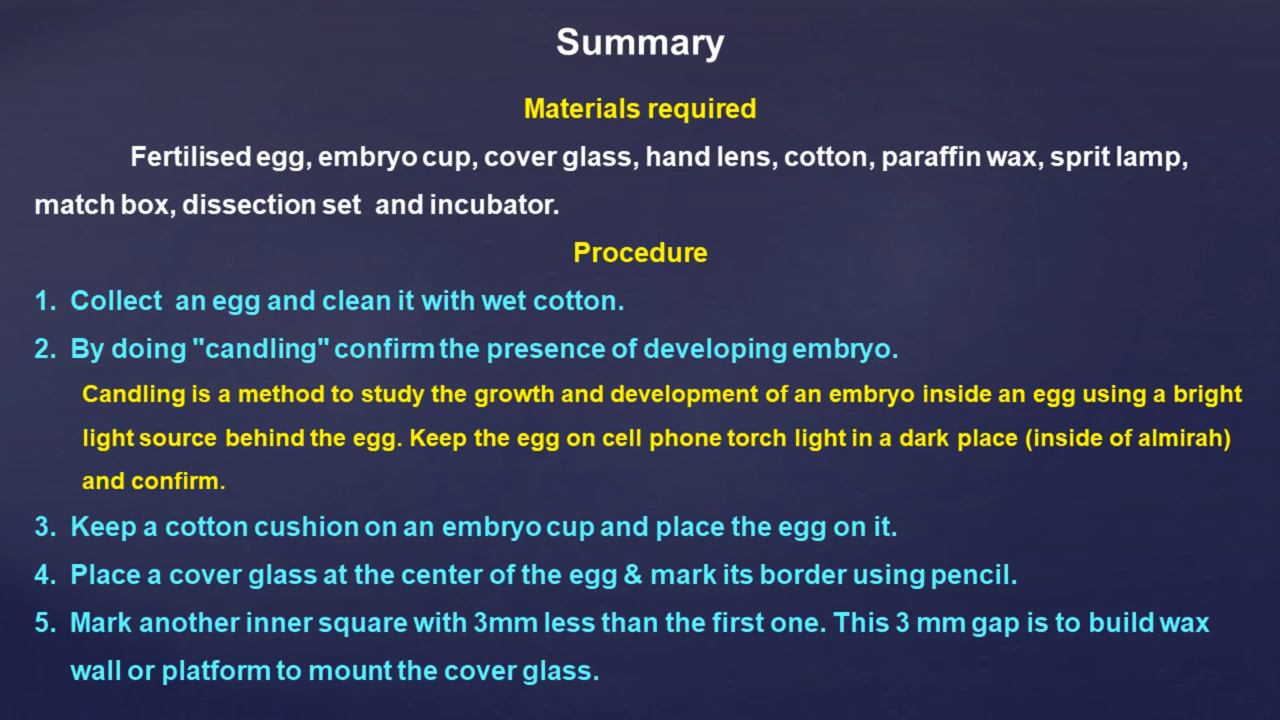 Summary
Materials required
Fertilised egg, embryo cup, cover glass, hand lens, cotton, paraffin wax, sprit lamp,
match box, dissection set and incubator.
Procedure
1. Collect an egg and clean it with wet cotton.
2. By doing "candling" confirm the presence of developing embryo.
Candling is a method to study the growth and development of an embryo inside an egg using a bright
light source behind the egg. Keep the egg on cell phone torch light in a dark place (inside of almirah)
and confirm.
3. Keep a cotton cushion on an embryo cup and place the egg on it.
4. Place a cover glass at the center of the egg & mark its border using pencil.
5. Mark another inner square with 3mm less than the first one. This 3 mm gap is to build wax
wall or platform to mount the cover glass.